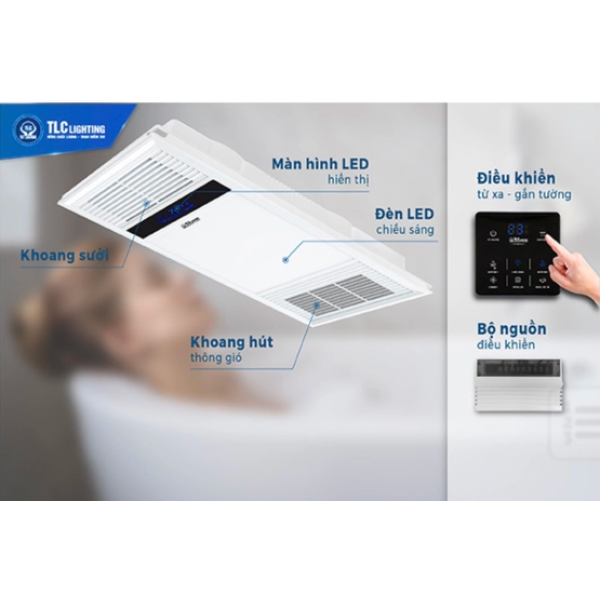 TLC LIGHTING
Màn hình LED
hiển thị
Đèn LED
chiếu sáng
Khoang sưởi
Khoang hút
thông gió
Điều khiển
từ xa - gắn tường
Bộ nguồn
điều khiển